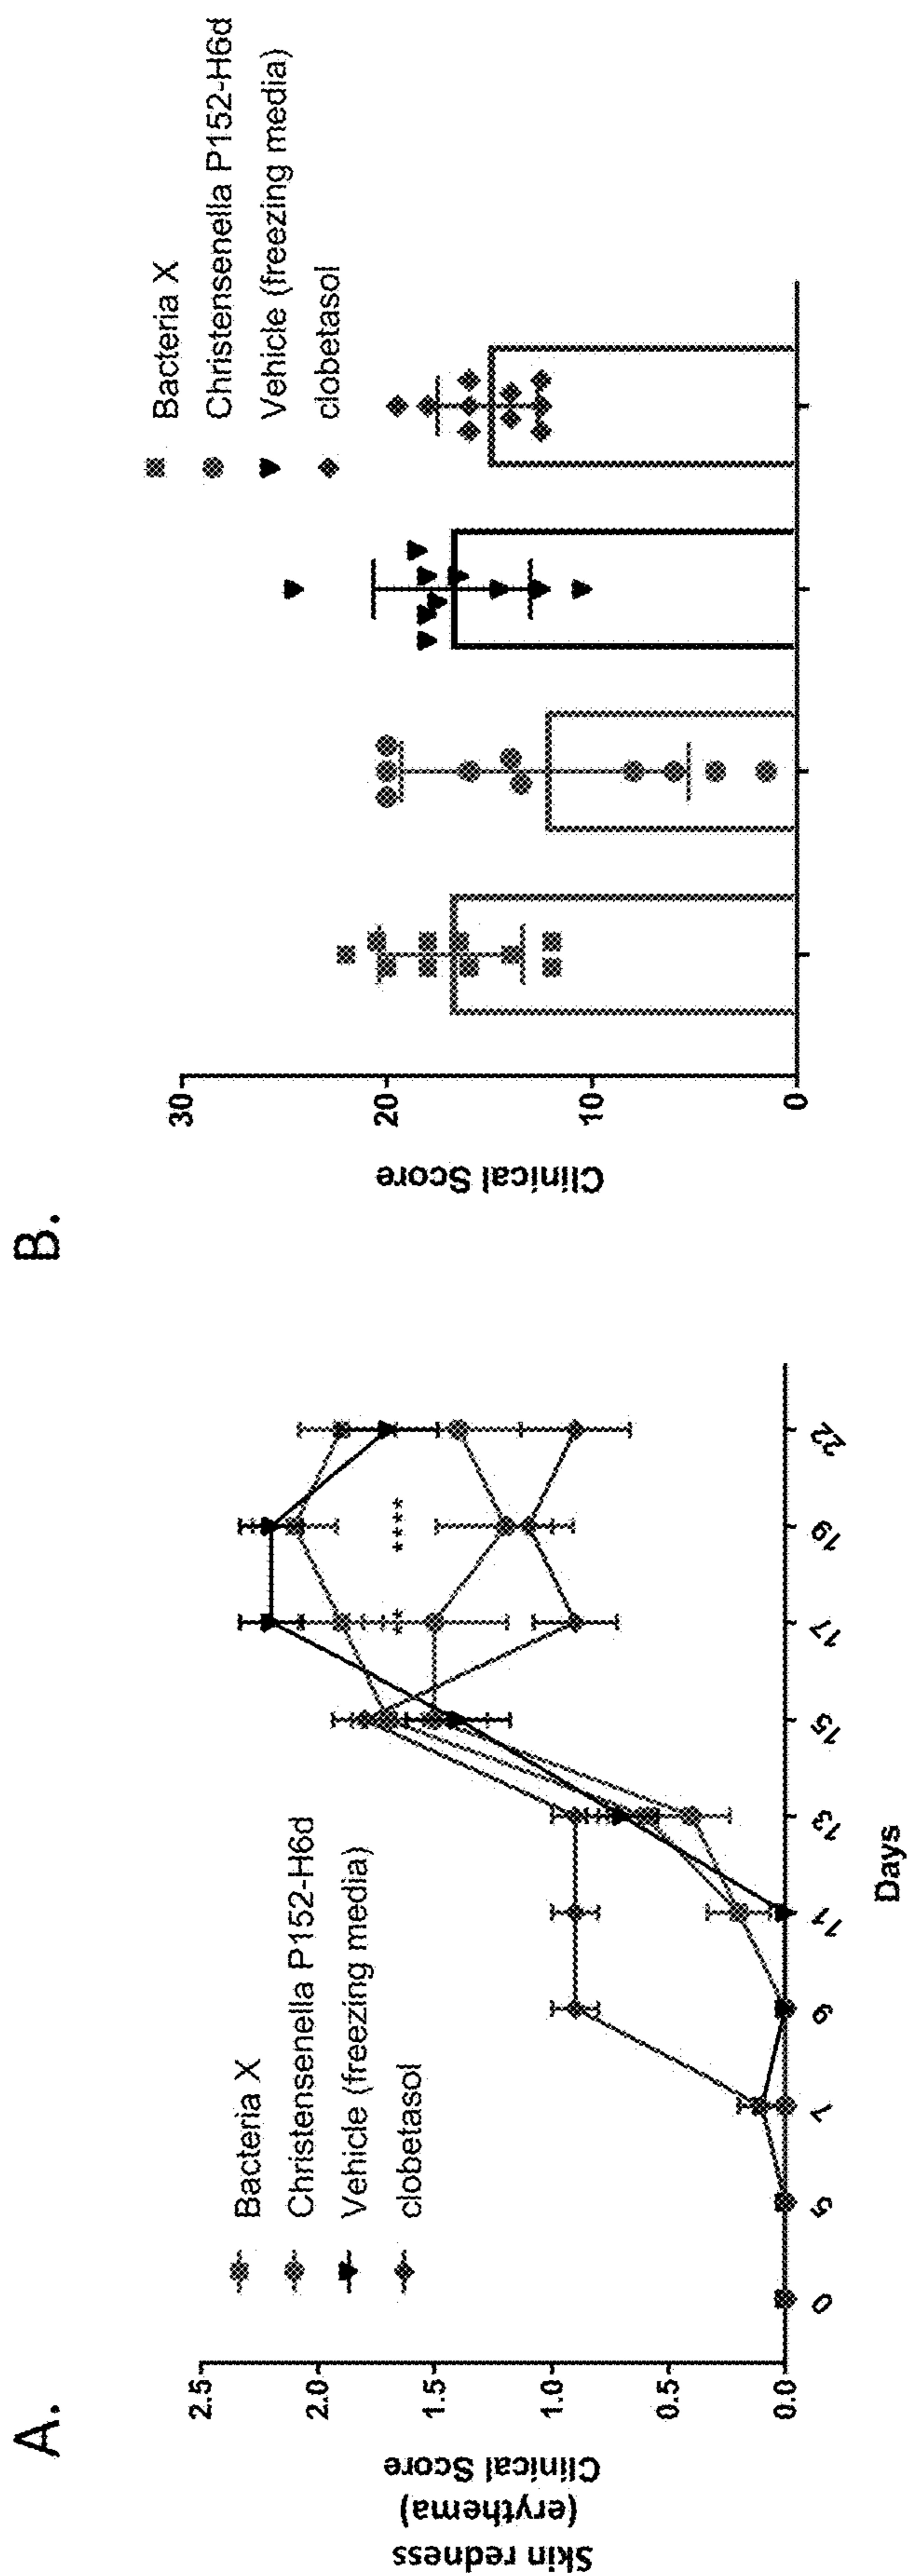 A.
Skin redness
(erythema)
Clinical Score
2.5
2.0
1.5
1.0
0.5
0.0
Bacteria X
Christensenella P152-H6d
Vehicle (freezing media)
clobetasol
**
****
0
5
7
9
11
13
15
17
19
22
Days
B.
Clinical Score
30
20
10
0
Bacteria X
Christensenella P152-H6d
Vehicle (freezing media)
clobetasol